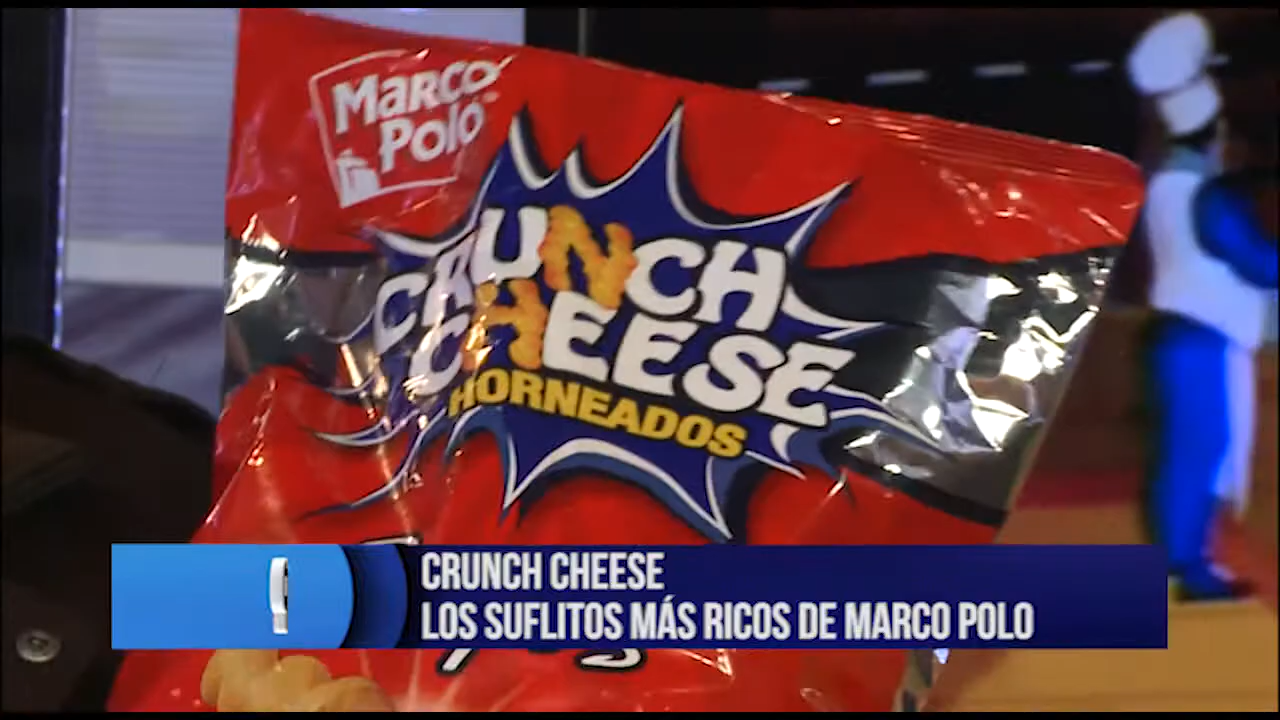 Marco
Polo
CRUNCH
CHEESE
HORNEADOS
CRUNCH CHEESE
LOS SUFLITOS MÁS RICOS DE MARCO POLO